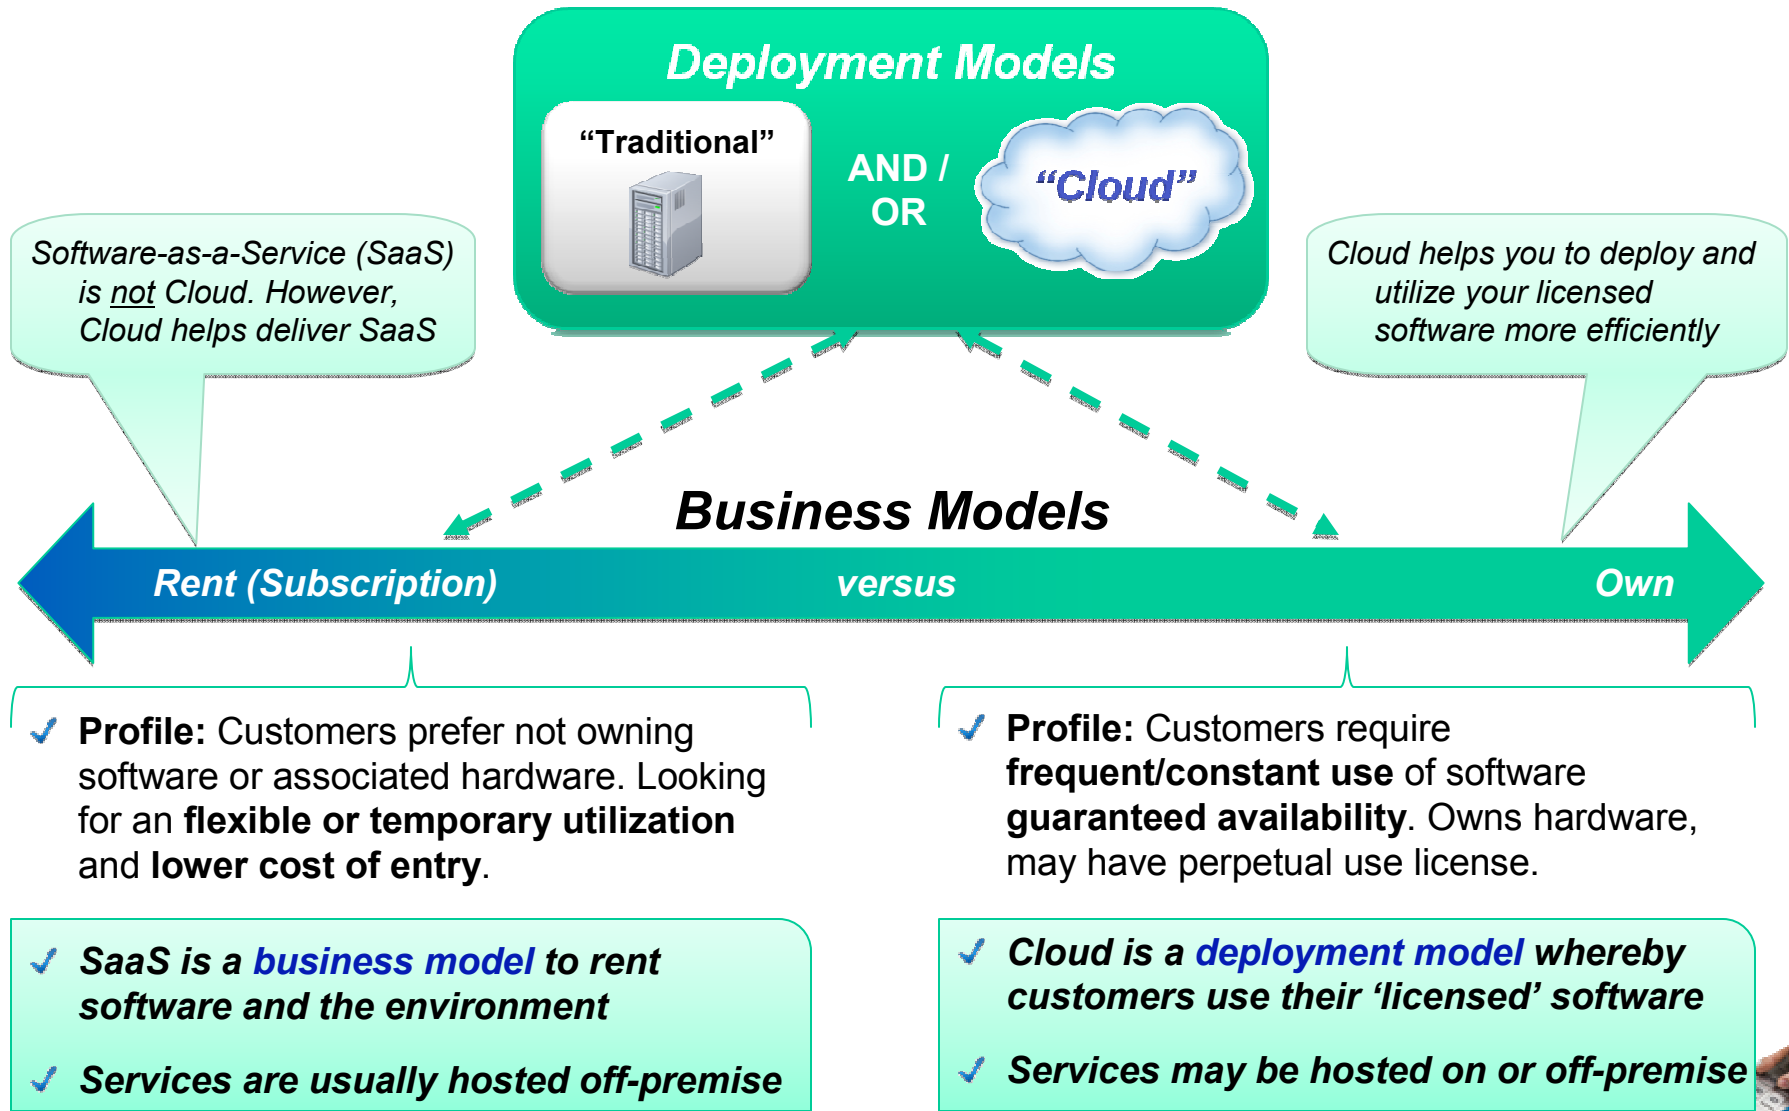 Deployment Models
“Traditional”
AND /
OR
“Cloud”
Software-as-a-Service (SaaS)
is not Cloud. However,
Cloud helps deliver SaaS
Cloud helps you to deploy and
utilize your licensed
software more efficiently
Business Models
Rent (Subscription)
versus
Own
Profile: Customers prefer not owning
software or associated hardware. Looking
for an flexible or temporary utilization
and lower cost of entry.
Profile: Customers require
frequent/constant use of software
guaranteed availability. Owns hardware,
may have perpetual use license.
SaaS is a business model to rent
software and the environment
Services are usually hosted off-premise
Cloud is a deployment model whereby
customers use their ‘licensed’ software
Services may be hosted on or off-premise